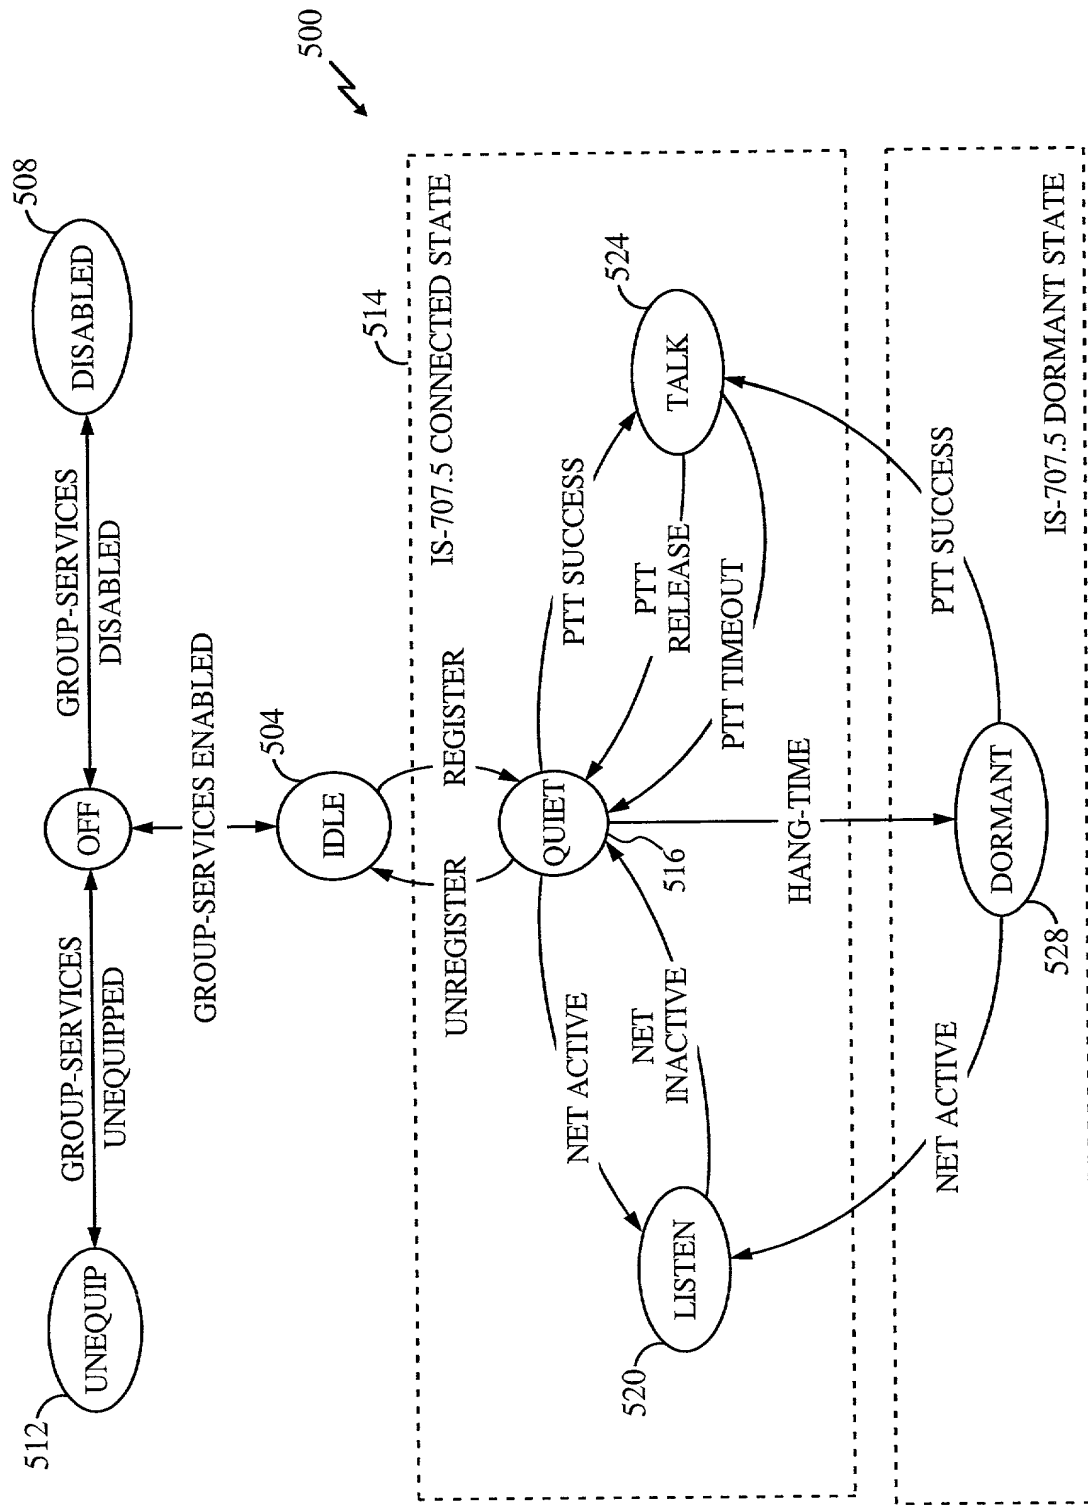 500
508
DISABLED
GROUP-SERVICES
DISABLED
OFF
GROUP-SERVICES
UNEQUIPPED
UNEQUIP
512
GROUP-SERVICES ENABLED
504
IDLE
514
IS-707.5 CONNECTED STATE
REGISTER
UNREGISTER
QUIET
516
524
TALK
PTT SUCCESS
PTT
RELEASE
PTT TIMEOUT
NET ACTIVE
NET
INACTIVE
LISTEN
520
HANG-TIME
PTT SUCCESS
IS-707.5 DORMANT STATE
DORMANT
528
NET ACTIVE